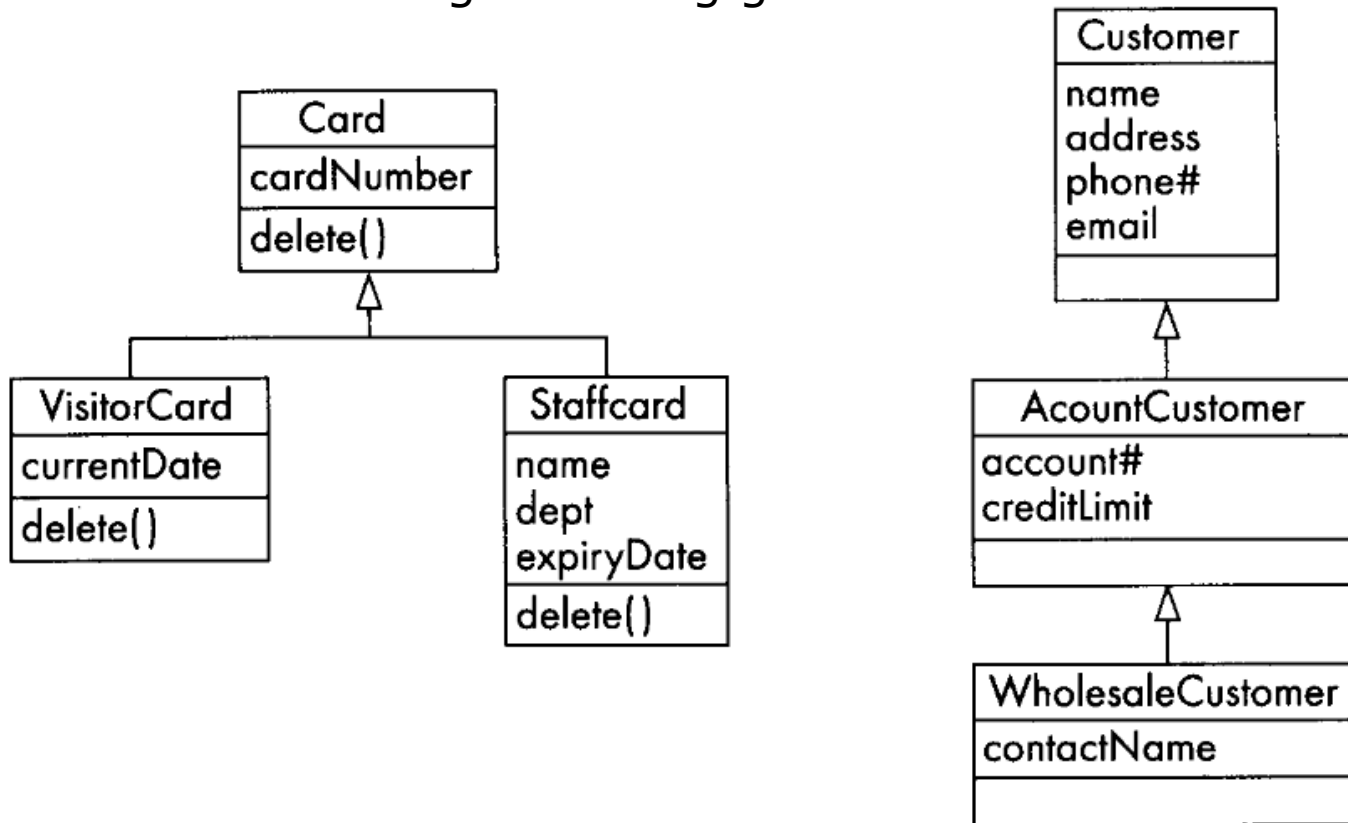 Card
cardNumber
delete()
VisitorCard
currentDate
delete()
Staffcard
name
dept
expiryDate
delete()
Customer
name
address
phone#
email
AcountCustomer
account#
creditLimit
WholesaleCustomer
contactName